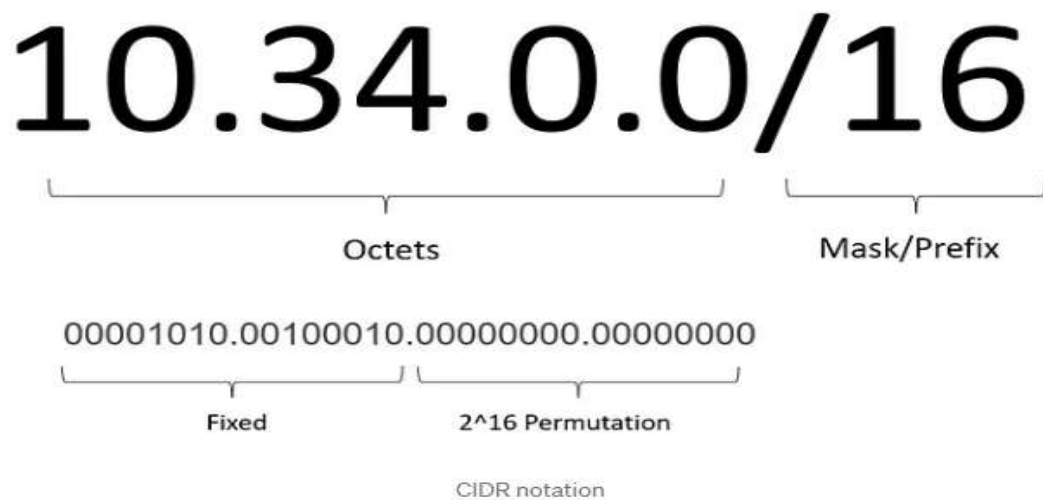 10.34.0.0/16
Octets Mask/Prefix
00001010.00100010.00000000.00000000
Fixed 2^16 Permutation
CIDR notation